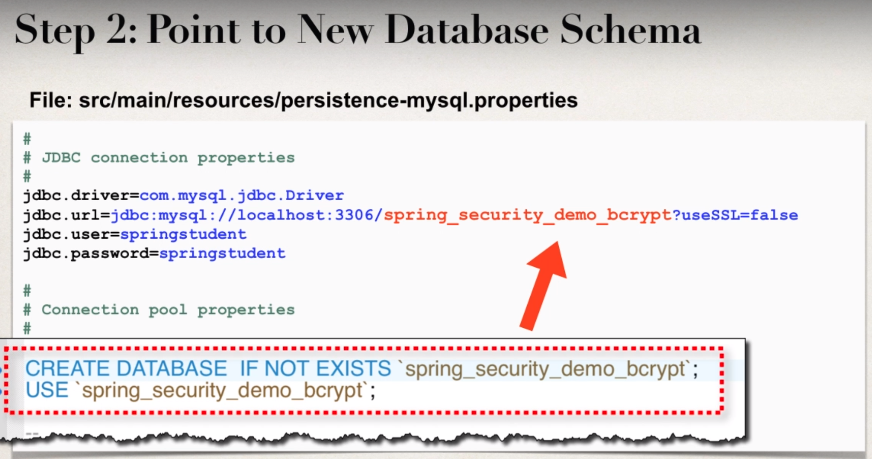 Step 2: Point to New Database Schema
File: src/main/resources/persistence-mysql.properties
#
# JDBC connection properties
#
jdbc.driver=com.mysql.jdbc.Driver
jdbc.url=jdbc:mysql://localhost:3306/spring_security_demo_bcrypt?useSSL=false
jdbc.user=springstudent
jdbc.password=springstudent
#
# Connection pool properties
#
CREATE DATABASE  IF NOT EXISTS `spring_security_demo_bcrypt`;
USE `spring_security_demo_bcrypt`;
--